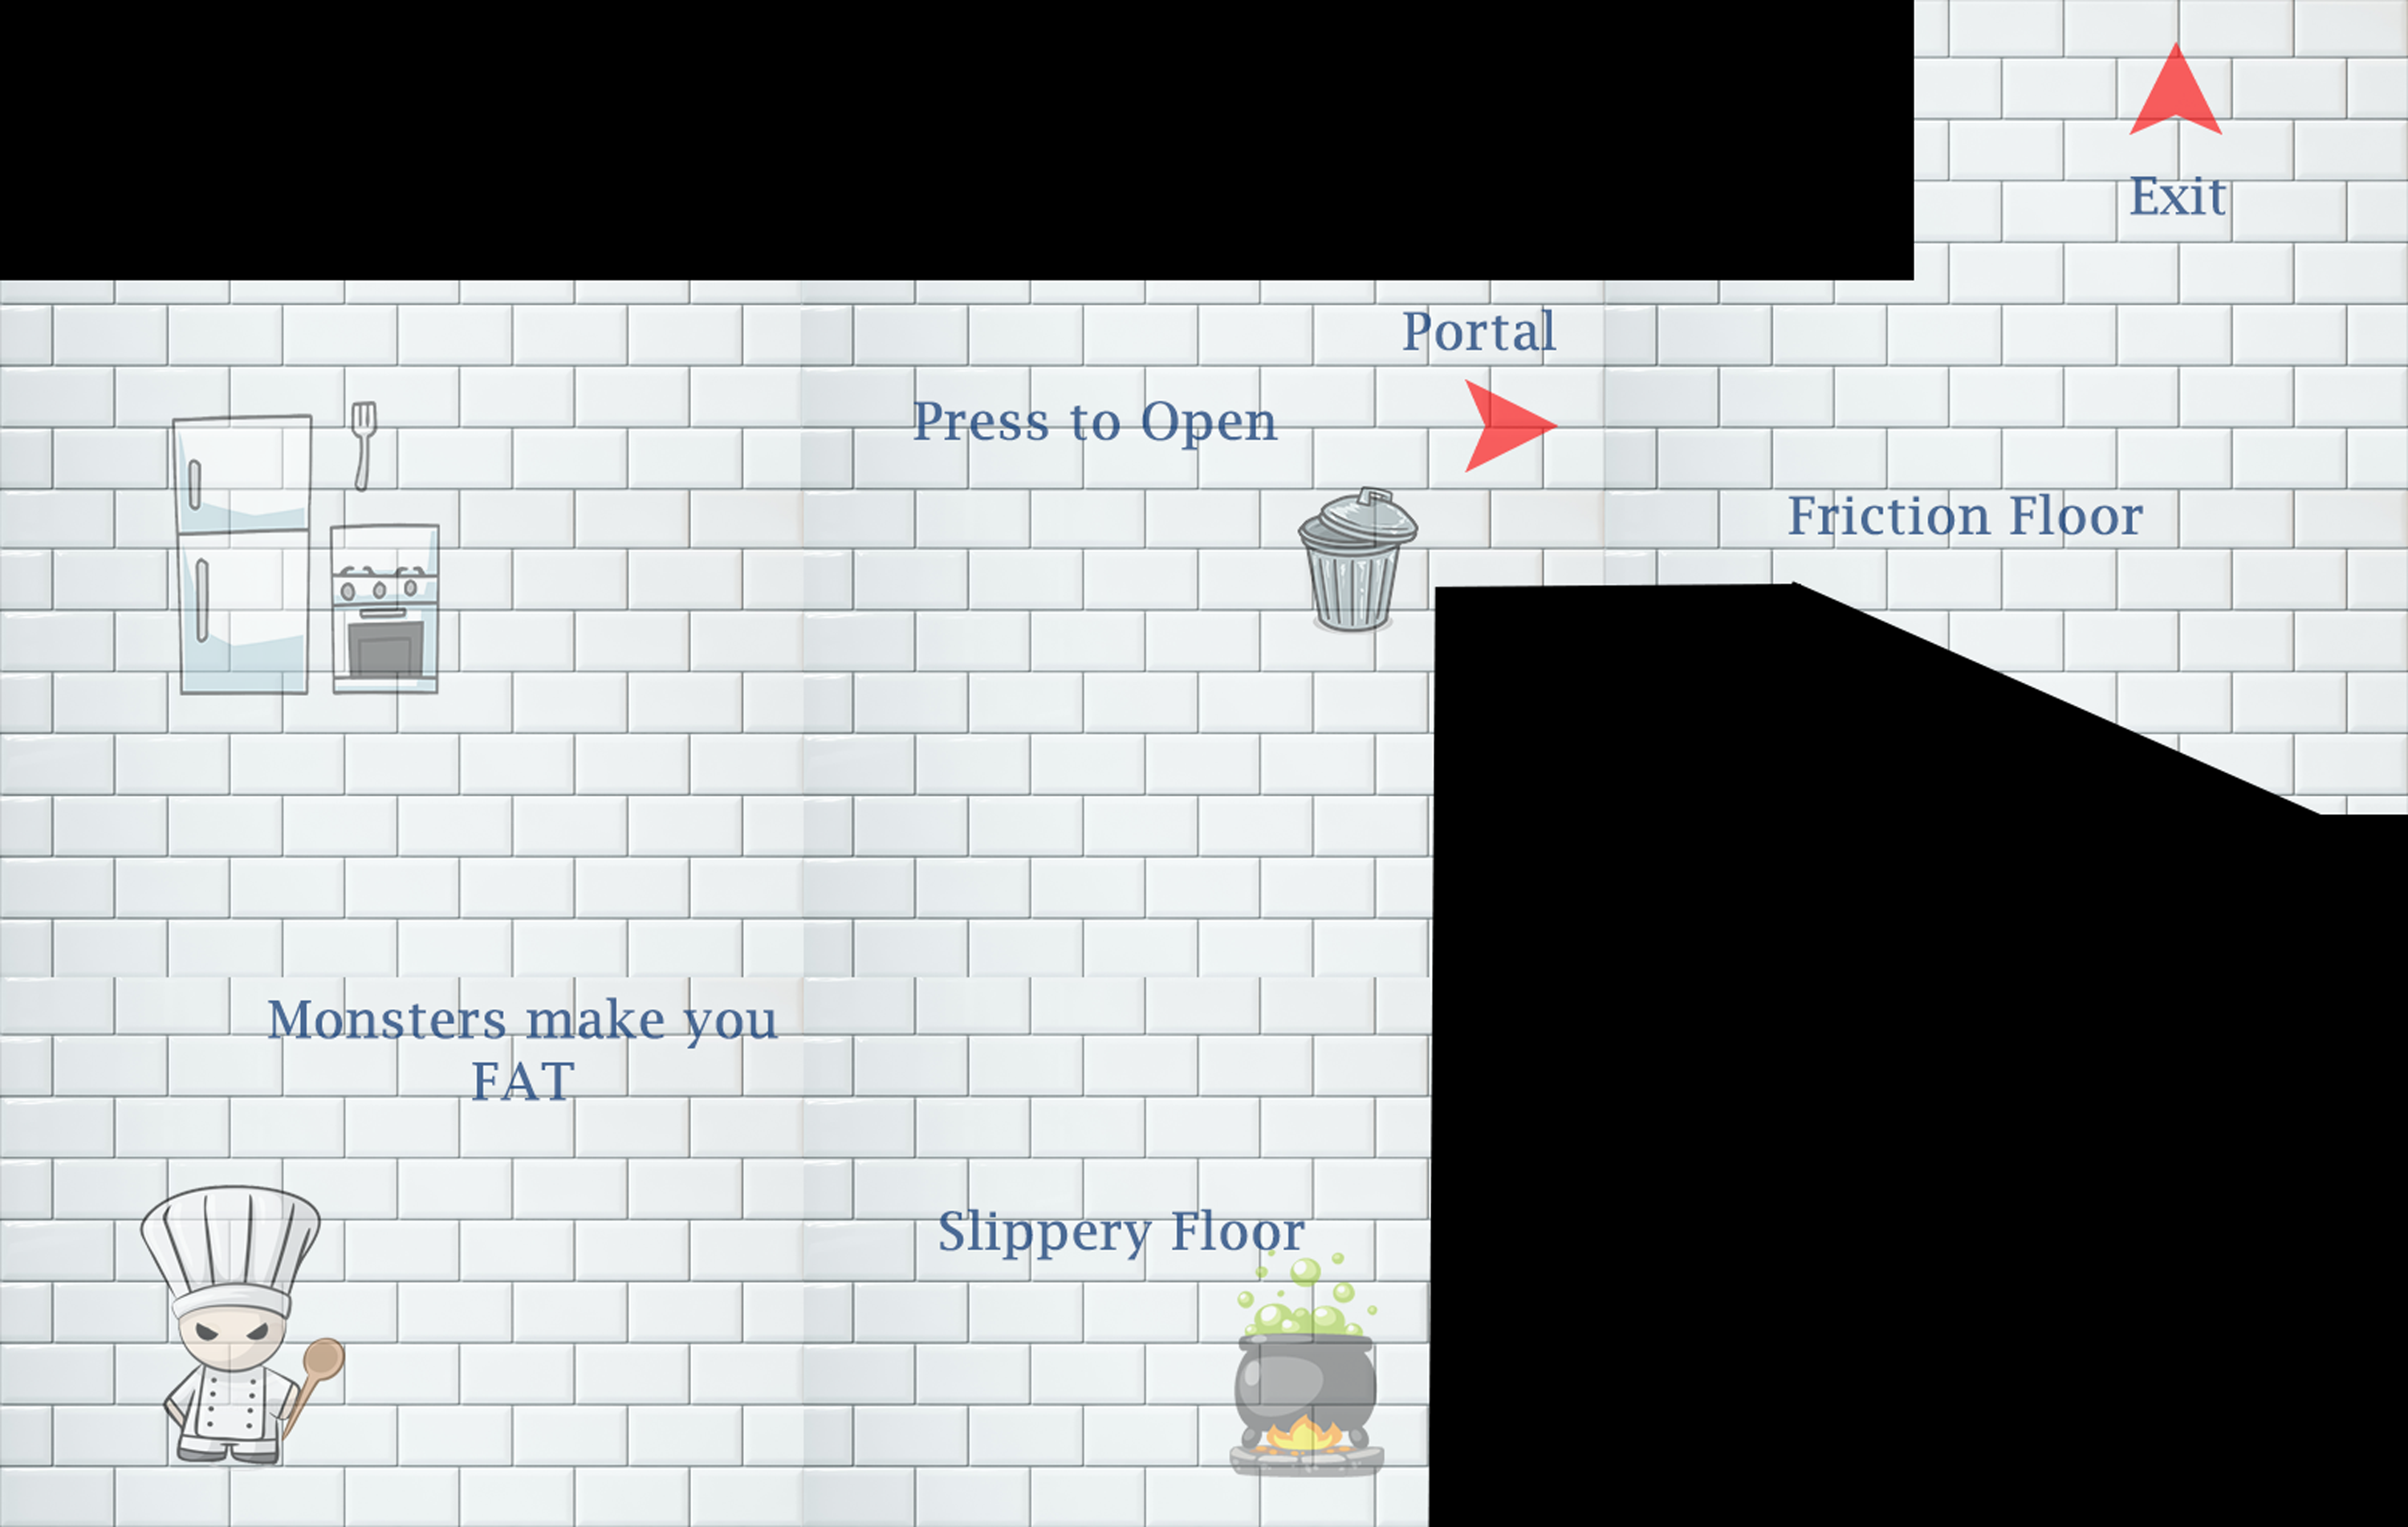 Exit
Portal
Press to Open
Friction Floor
Monsters make you
FAT
Slippery Floor